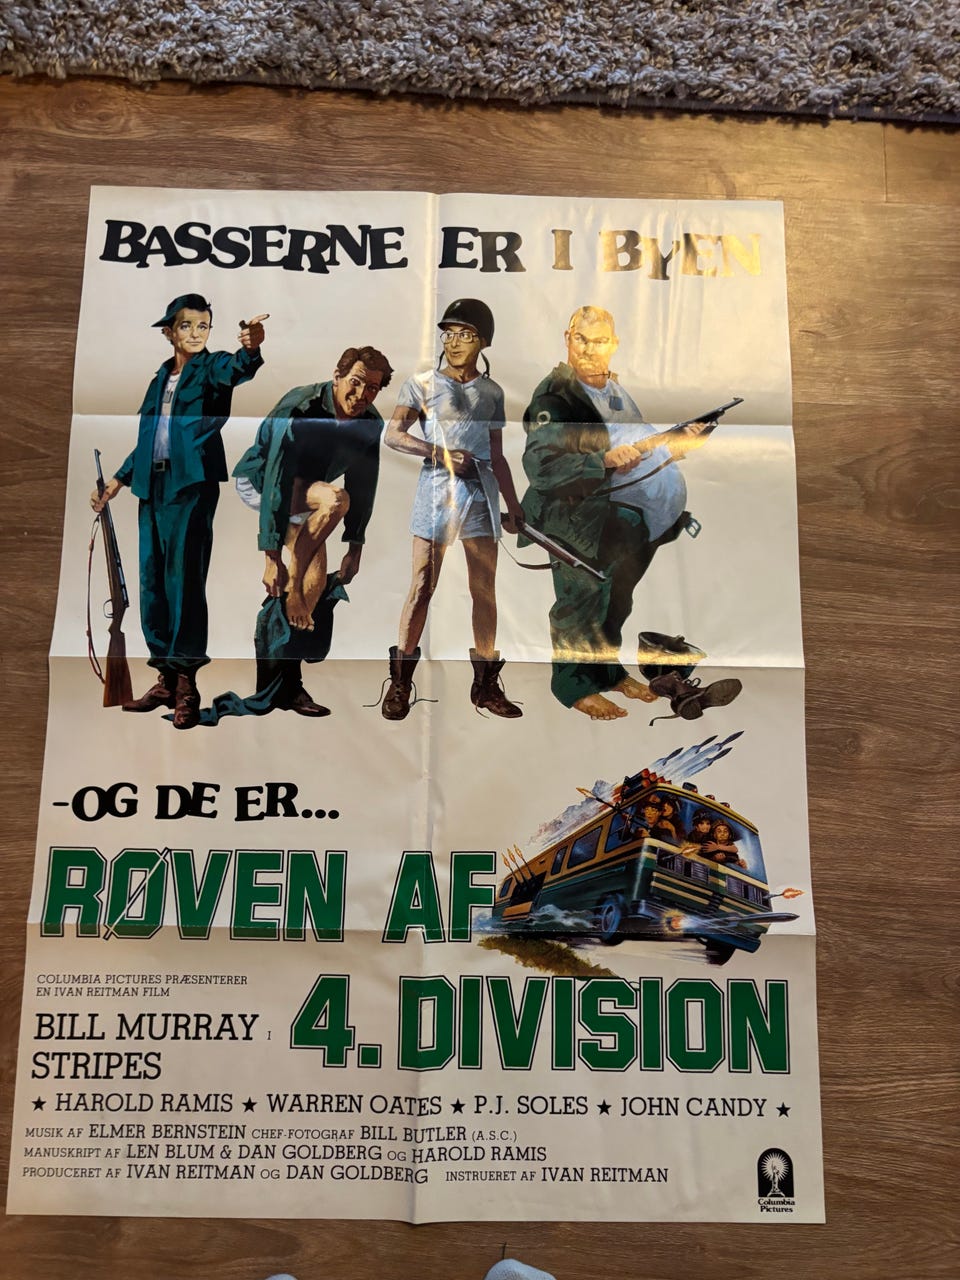 BASSERNE ER I BYEN
-OG DE ER...
RØVEN AF
4. DIVISION
COLUMBIA PICTURES PRÆSENTERER
EN IVAN REITMAN FILM
BILL MURRAY I
STRIPES
★ HAROLD RAMIS ★ WARREN OATES ★ P.J. SOLES ★ JOHN CANDY ★
MUSIK AF ELMER BERNSTEIN CHEF-FOTOGRAF BILL BUTLER (A.S.C.)
MANUSKRIPT AF LEN BLUM & DAN GOLDBERG OG HAROLD RAMIS
PRODUCERET AF IVAN REITMAN OG DAN GOLDBERG INSTRUERET AF IVAN REITMAN
Columbia
Pictures